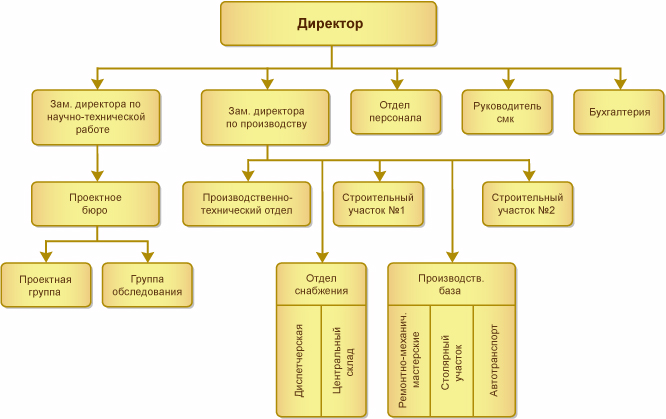 Директор
Зам. директора по
научно-технической
работе
Зам. директора
по производству
Отдел
персонала
Руководитель
смк
Бухгалтерия
Проектное
бюро
Производственно-
технический отдел
Строительный
участок №1
Строительный
участок №2
Проектная
группа
Группа
обследования
Отдел
снабжения
Диспетчерская
Центральный
склад
Производств.
база
Ремонтно-механич.
мастерские
Столярный
участок
Автотранспорт